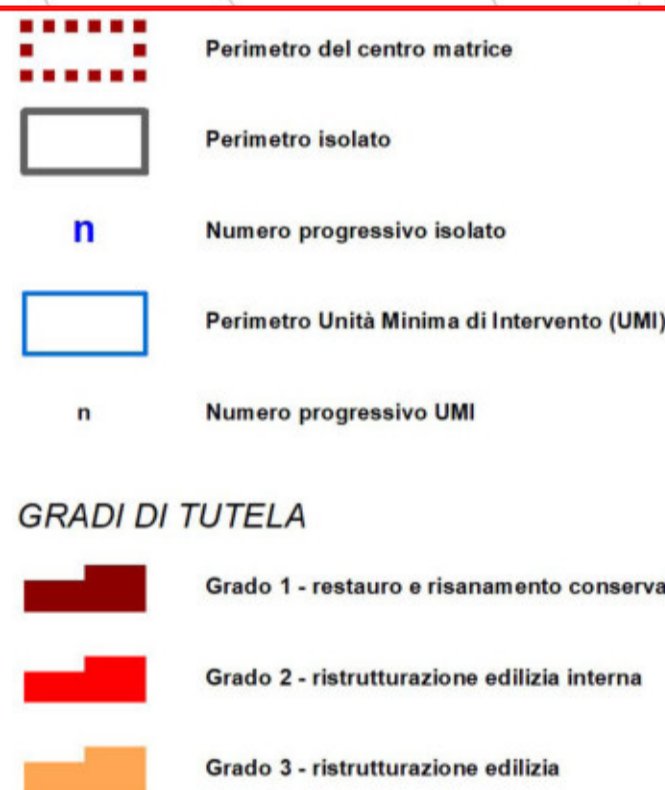 Perimetro del centro matrice
Perimetro isolato
n Numero progressivo isolato
Perimetro Unità Minima di Intervento (UMI)
n Numero progressivo UMI
GRADI DI TUTELA
Grado 1 - restauro e risanamento conserva
Grado 2 - ristrutturazione edilizia interna
Grado 3 - ristrutturazione edilizia